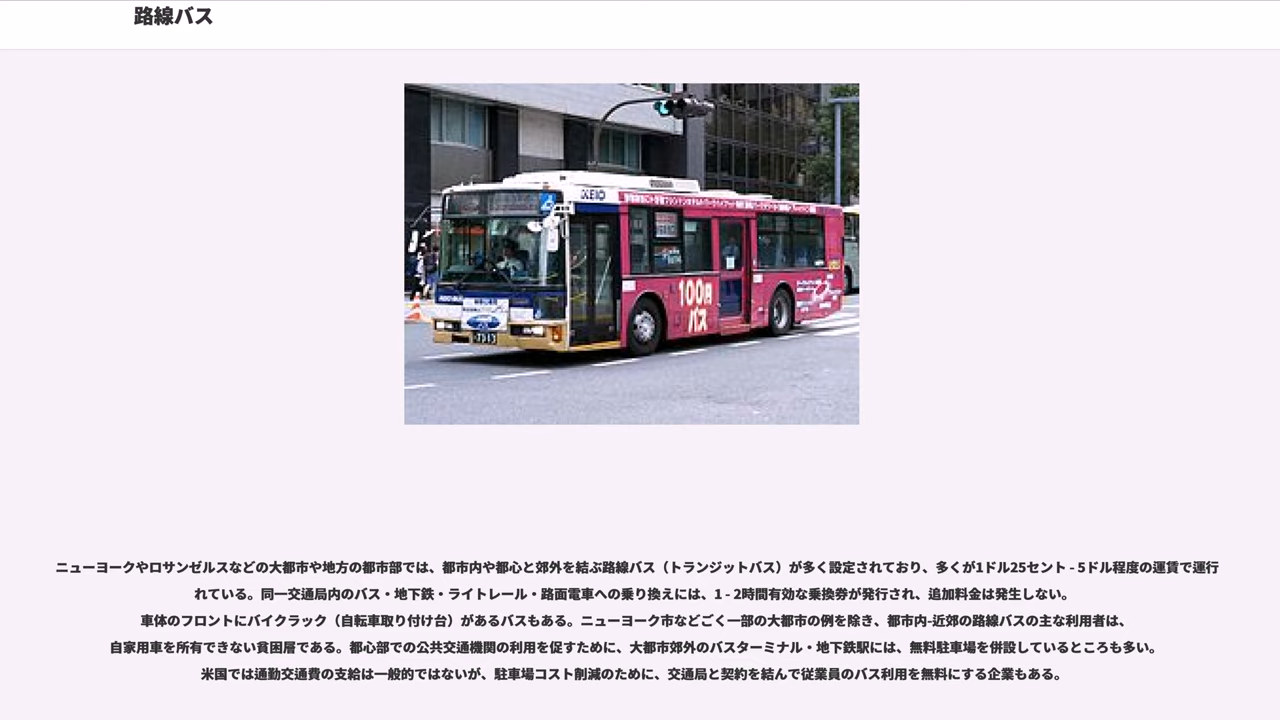 路線バス
KEIO
100円
バス
ニューヨークやロサンゼルスなどの大都市や地方の都市部では、都市内や都心と郊外を結ぶ路線バス（トランジットバス）が多く設定されており、多くが1ドル25セント - 5ドル程度の運賃で運行
れている。同一交通局内のバス・地下鉄・ライトレール・路面電車への乗り換えには、1 - 2時間有効な乗換券が発行され、追加料金は発生しない。
車体のフロントにバイクラック（自転車取り付け台）があるバスもある。ニューヨーク市などごく一部の大都市の例を除き、都市内-近郊の路線バスの主な利用者は、
自家用車を所有できない貧困層である。都心部での公共交通機関の利用を促すために、大都市郊外のバスターミナル・地下鉄駅には、無料駐車場を併設しているところも多い。
米国では通勤交通費の支給は一般的ではないが、駐車場コスト削減のために、交通局と契約を結んで従業員のバス利用を無料にする企業もある。